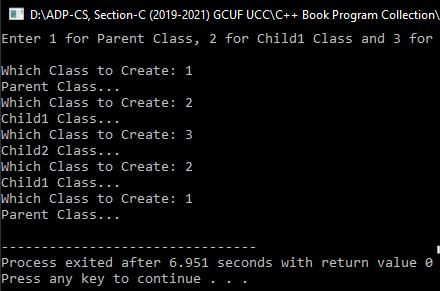 D:\ADP-CS, Section-C (2019-2021) GCUF UCC\C++ Book Program Collection\
Enter 1 for Parent Class, 2 for Child1 Class and 3 for
Which Class to Create: 1
Parent Class...
Which Class to Create: 2
Child1 Class...
Which Class to Create: 3
Child2 Class...
Which Class to Create: 2
Child1 Class...
Which Class to Create: 1
Parent Class...
--------------------------------
Process exited after 6.951 seconds with return value 0
Press any key to continue . . .